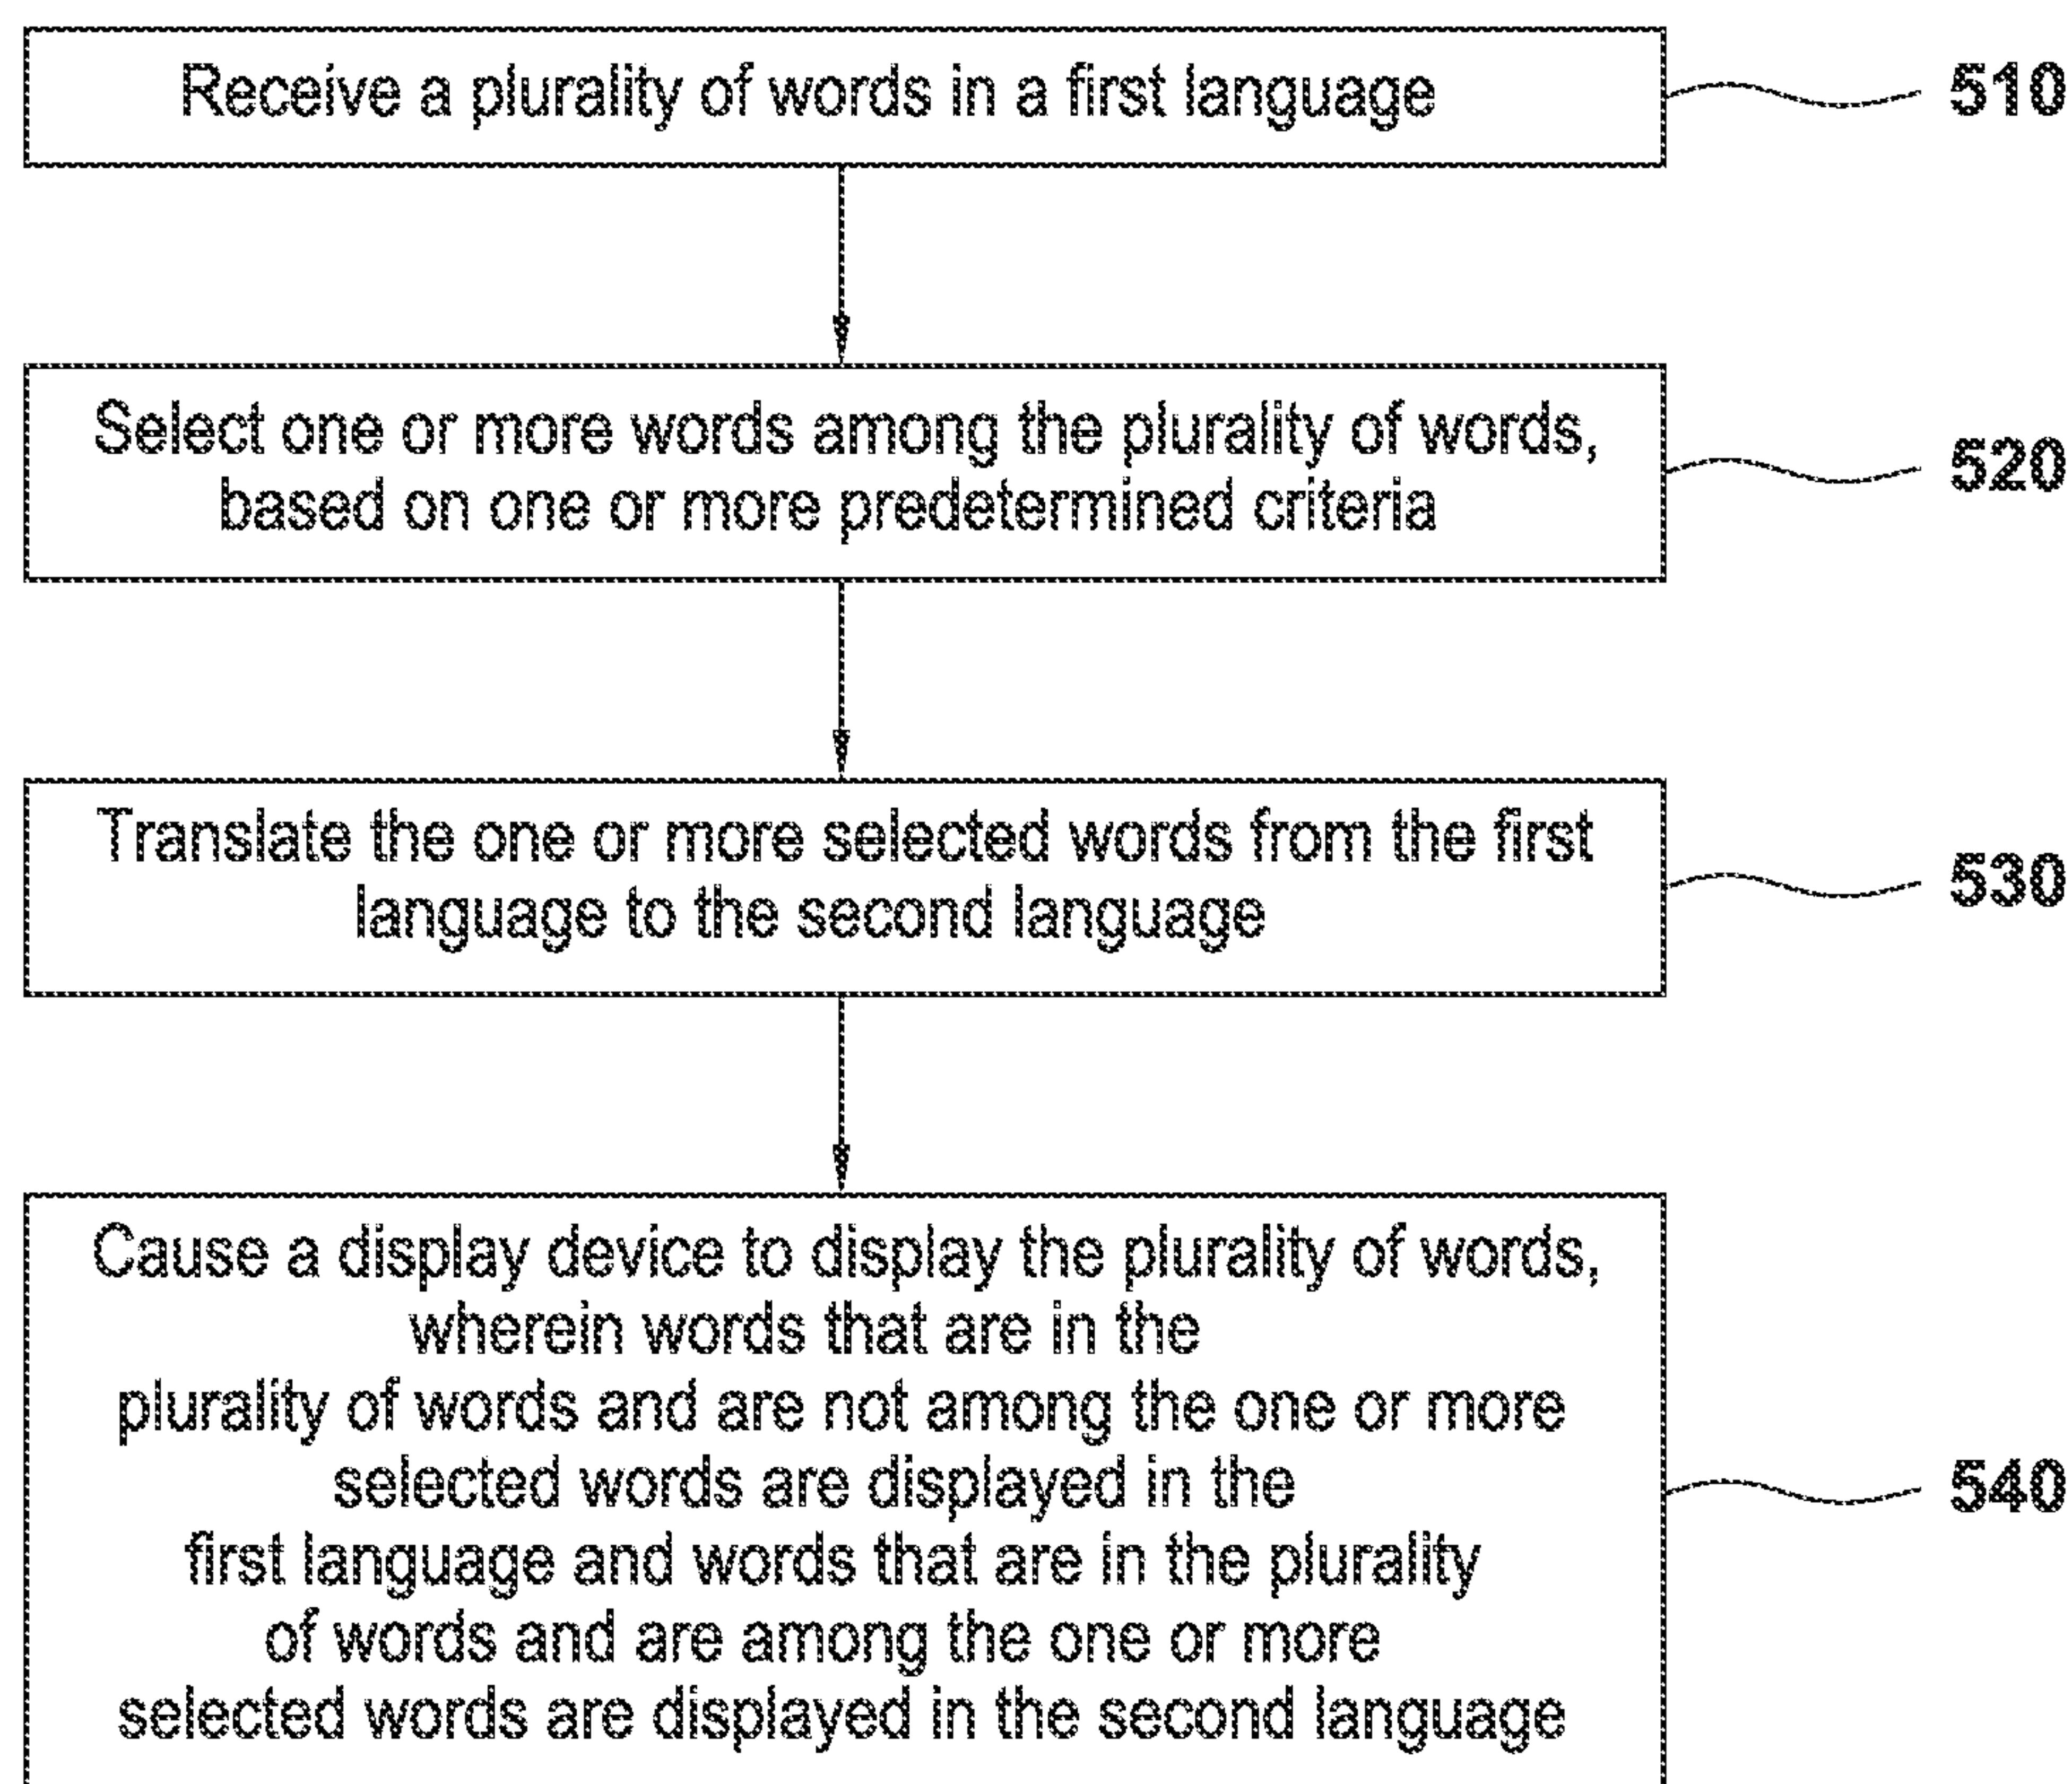 Receive a plurality of words in a first language
510
Select one or more words among the plurality of words,
based on one or more predetermined criteria
520
Translate the one or more selected words from the first
language to the second language
530
Cause a display device to display the plurality of words,
wherein words that are in the
plurality of words and are not among the one or more
selected words are displayed in the
first language and words that are in the plurality
of words and are among the one or more
selected words are displayed in the second language
540